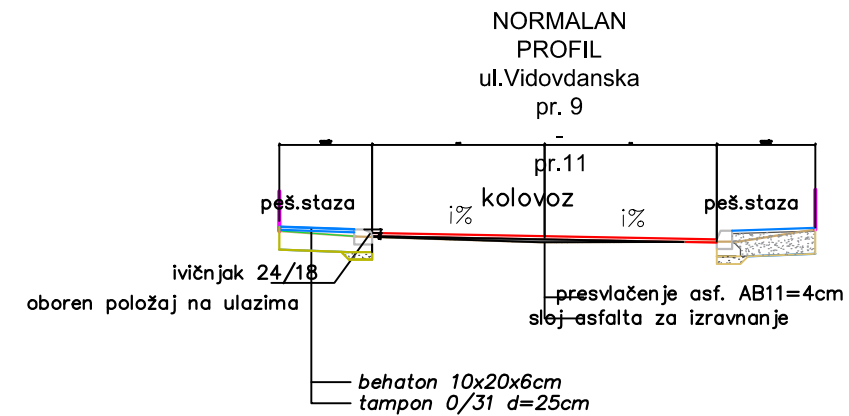 NORMALAN
PROFIL
ul.Vidovdanska
pr. 9
-
pr.11
peš.staza
kolovoz
peš.staza
i%
i%
ivičnjak 24/18
oboren položaj na ulazima
presvlačenje asf. AB11=4cm
sloj asfalta za izravnanje
behaton 10x20x6cm
tampon 0/31 d=25cm